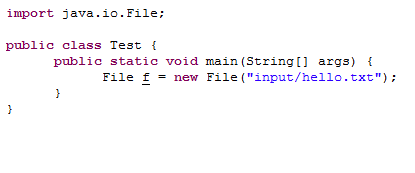 import java.io.File;

public class Test {
      public static void main(String[] args) {
            File f = new File("input/hello.txt");
      }
}